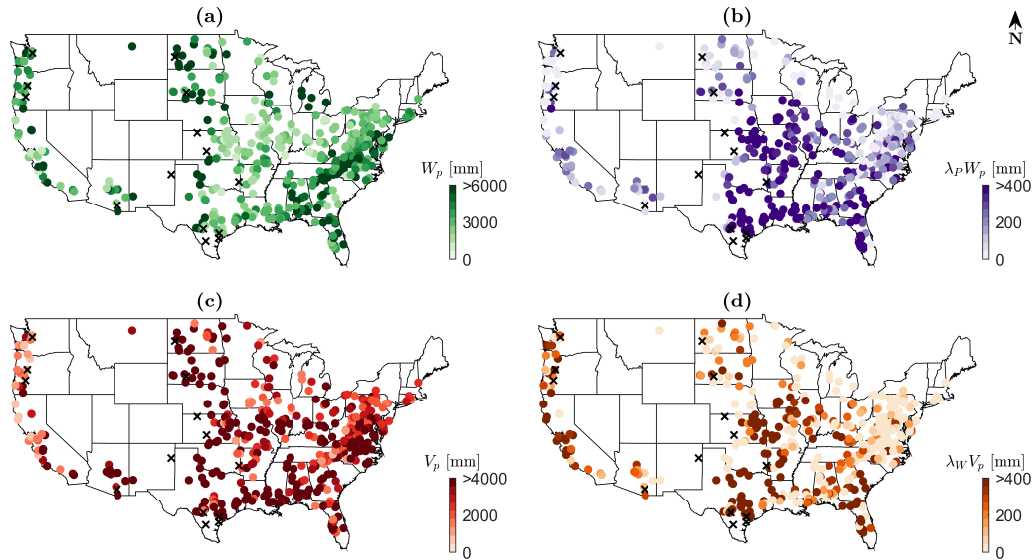 (a)
W_p [mm]
>6000
3000
0
(b)
N
λ_P W_p [mm]
>400
200
0
(c)
V_p [mm]
>4000
2000
0
(d)
λ_W V_p [mm]
>400
200
0